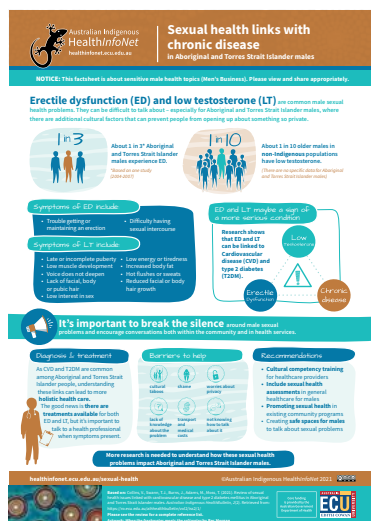 Australian Indigenous
HealthInfoNet
healthinfonet.ecu.edu.au
Sexual health links with
chronic disease
in Aboriginal and Torres Strait Islander males
NOTICE: This factsheet is about sensitive male health topics (Men's Business). Please view and share appropriately.
Erectile dysfunction (ED) and low testosterone (LT) are common male sexual
health problems. They can be difficult to talk about – especially for Aboriginal and Torres Strait Islander males, where
there are additional cultural factors that can prevent people from opening up about something so private.
1 in 3
About 1 in 3* Aboriginal
and Torres Strait Islander
males experience ED.
*Based on one study
1 in 10
About 1 in 10 older males in
non-Indigenous populations
have low testosterone.
(There are no specific data for Aboriginal
and Torres Strait Islander males).
Symptoms of ED include:
• Trouble getting or
maintaining an erection
• Difficulty having
sexual intercourse
Symptoms of LT include:
• Late or incomplete puberty
• Low muscle development
• Voice does not deepen
• Lack of facial, body
or pubic hair
• Low interest in sex
• Low energy or tiredness
• Increased body fat
• Hot flushes or sweats
• Reduced facial or body
hair growth
ED and LT maybe a sign of
a more serious condition
Research shows
that ED and LT
can be linked to
Cardiovascular
disease (CVD) and
type 2 diabetes
(T2DM).
Low
Testosterone
Erectile
Dysfunction
Chronic
disease
It's important to break the silence around male sexual
problems and encourage conversations both within the community and in health services.
Diagnosis & treatment
As CVD and T2DM are common
among Aboriginal and Torres Strait
Islander people, understanding
these links can lead to more
holistic health care.
The good news is there are
treatments available for both
ED and LT, but it's important to
talk to a health professional
when symptoms present.
Barriers to help
cultural
taboos
shame
worries about
privacy
lack of
knowledge
about the
problem
transport
and
medical
costs
not knowing
how to talk
about it
Recommendations
• Cultural competency training
for healthcare providers
• Include sexual health
assessments in general
healthcare for males
• Promoting sexual health in
existing community programs
• Creating safe spaces for males
to talk about sexual problems
More research is needed to understand how these sexual health
problems impact Aboriginal and Torres Strait Islander males.
healthinfonet.ecu.edu.au/sexual-health
©Australian Indigenous HealthInfoNet 2021
ECU
EDITH COWAN